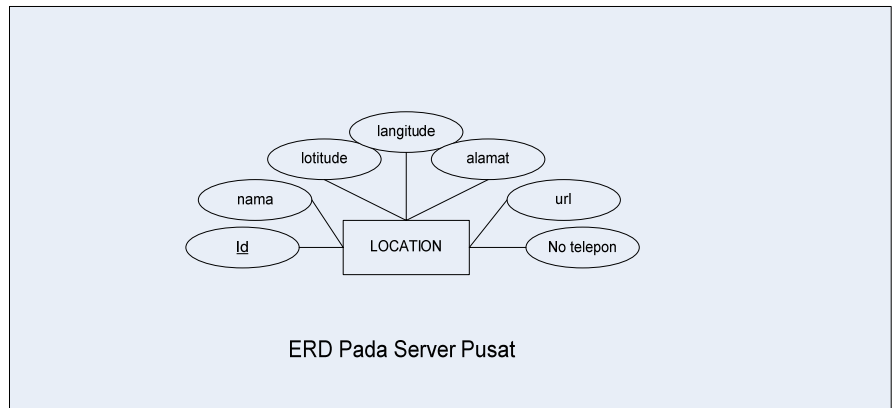 langitude
lotitude
alamat
nama
url
Id
LOCATION
No telepon
ERD Pada Server Pusat